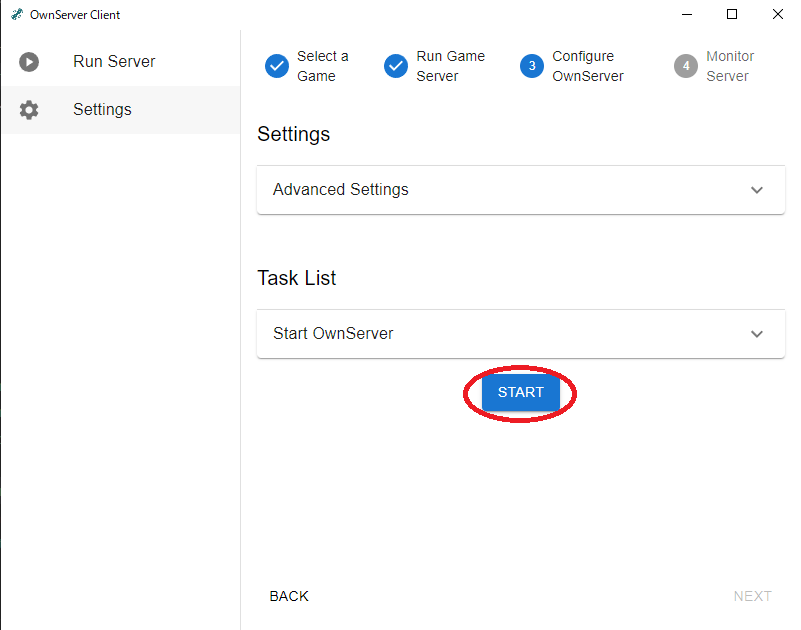 OwnServer Client
Run Server
Settings
Select a
Game
Run Game
Server
3
Configure
OwnServer
4
Monitor
Server
Settings
Advanced Settings
Task List
Start OwnServer
START
BACK
NEXT